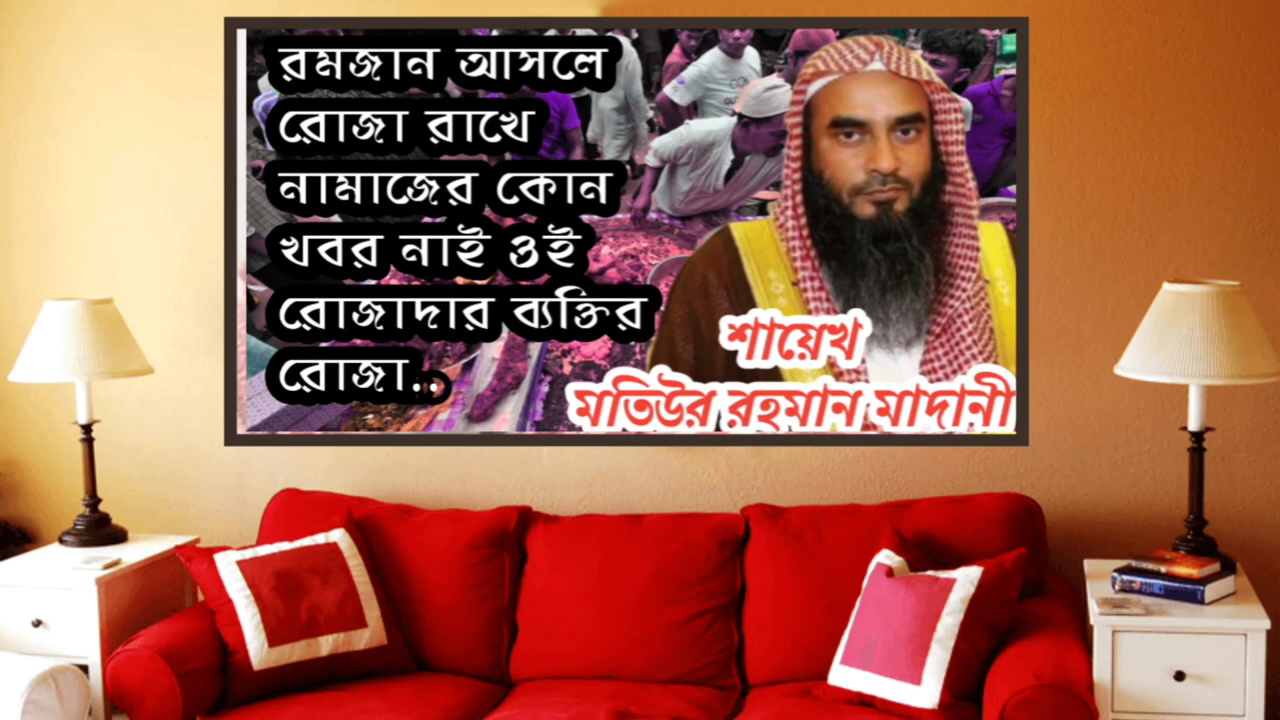 রমজান আসলে
রোজা রাখে
নামাজের কোন
খবর নাই ওই
রোজাদার ব্যক্তির
রোজা..
শায়েখ
মতিউর রহমান মাদানী